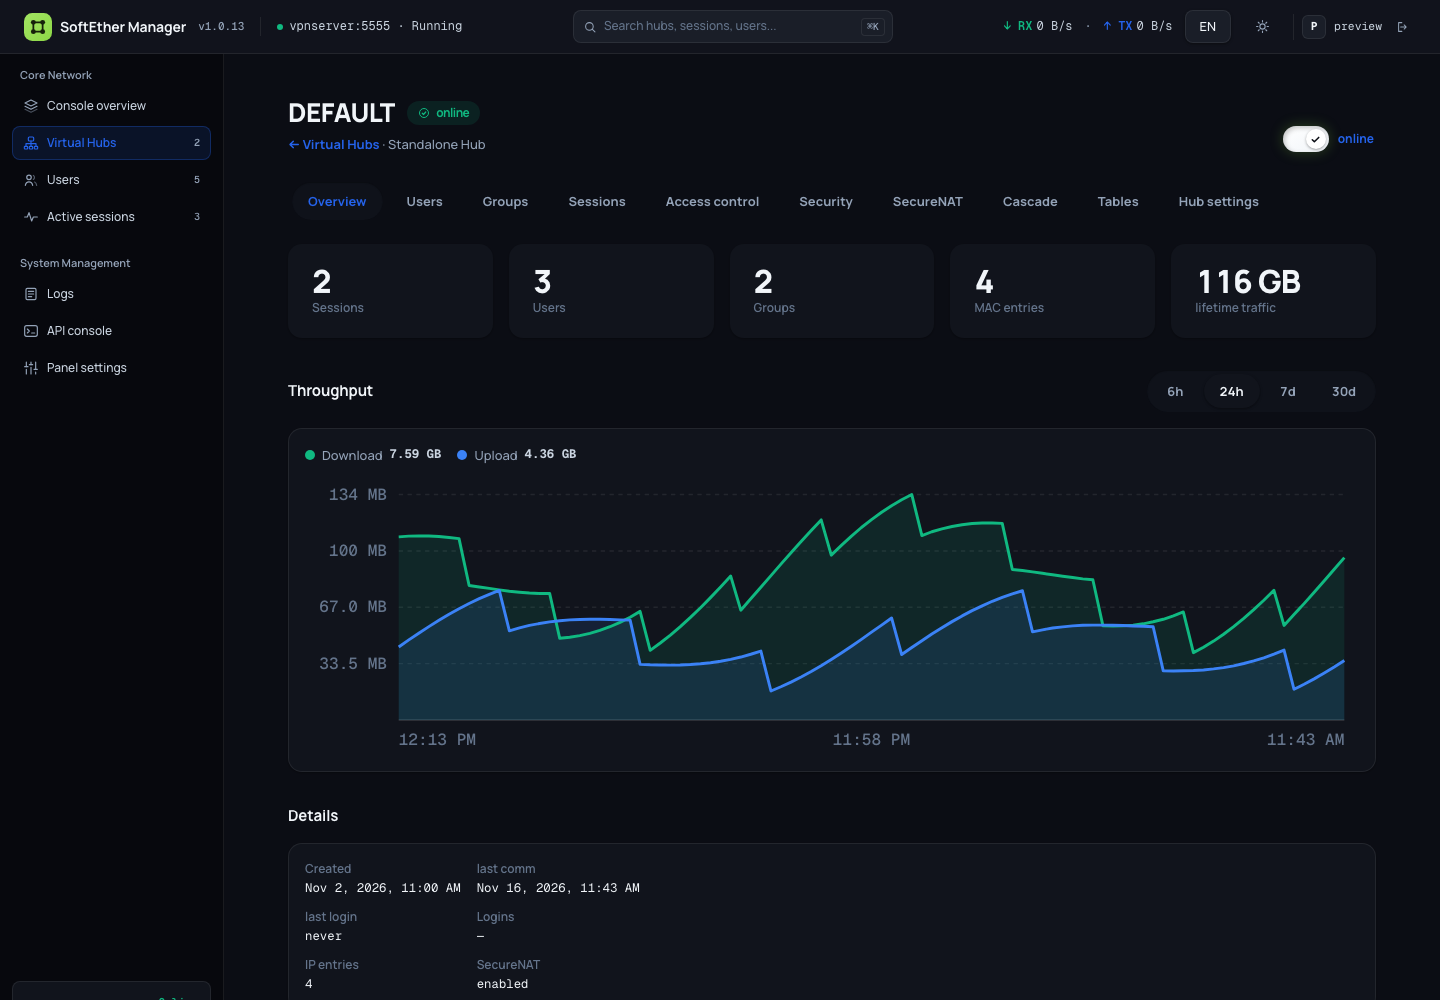 SoftEther Manager v1.0.13
vpnserver:5555 · Running
Search hubs, sessions, users...
⌘K
↓ RX 0 B/s · ↑ TX 0 B/s
EN
P
preview
Core Network
Console overview
Virtual Hubs 2
Users 5
Active sessions 3
System Management
Logs
API console
Panel settings
DEFAULT
online
← Virtual Hubs · Standalone Hub
online
Overview Users Groups Sessions Access control Security SecureNAT Cascade Tables Hub settings
2
Sessions
3
Users
2
Groups
4
MAC entries
116 GB
lifetime traffic
Throughput
6h 24h 7d 30d
Download 7.59 GB Upload 4.36 GB
134 MB
100 MB
67.0 MB
33.5 MB
12:13 PM 11:58 PM 11:43 AM
Details
Created
Nov 2, 2026, 11:00 AM
last comm
Nov 16, 2026, 11:43 AM
last login
never
Logins
—
IP entries
4
SecureNAT
enabled